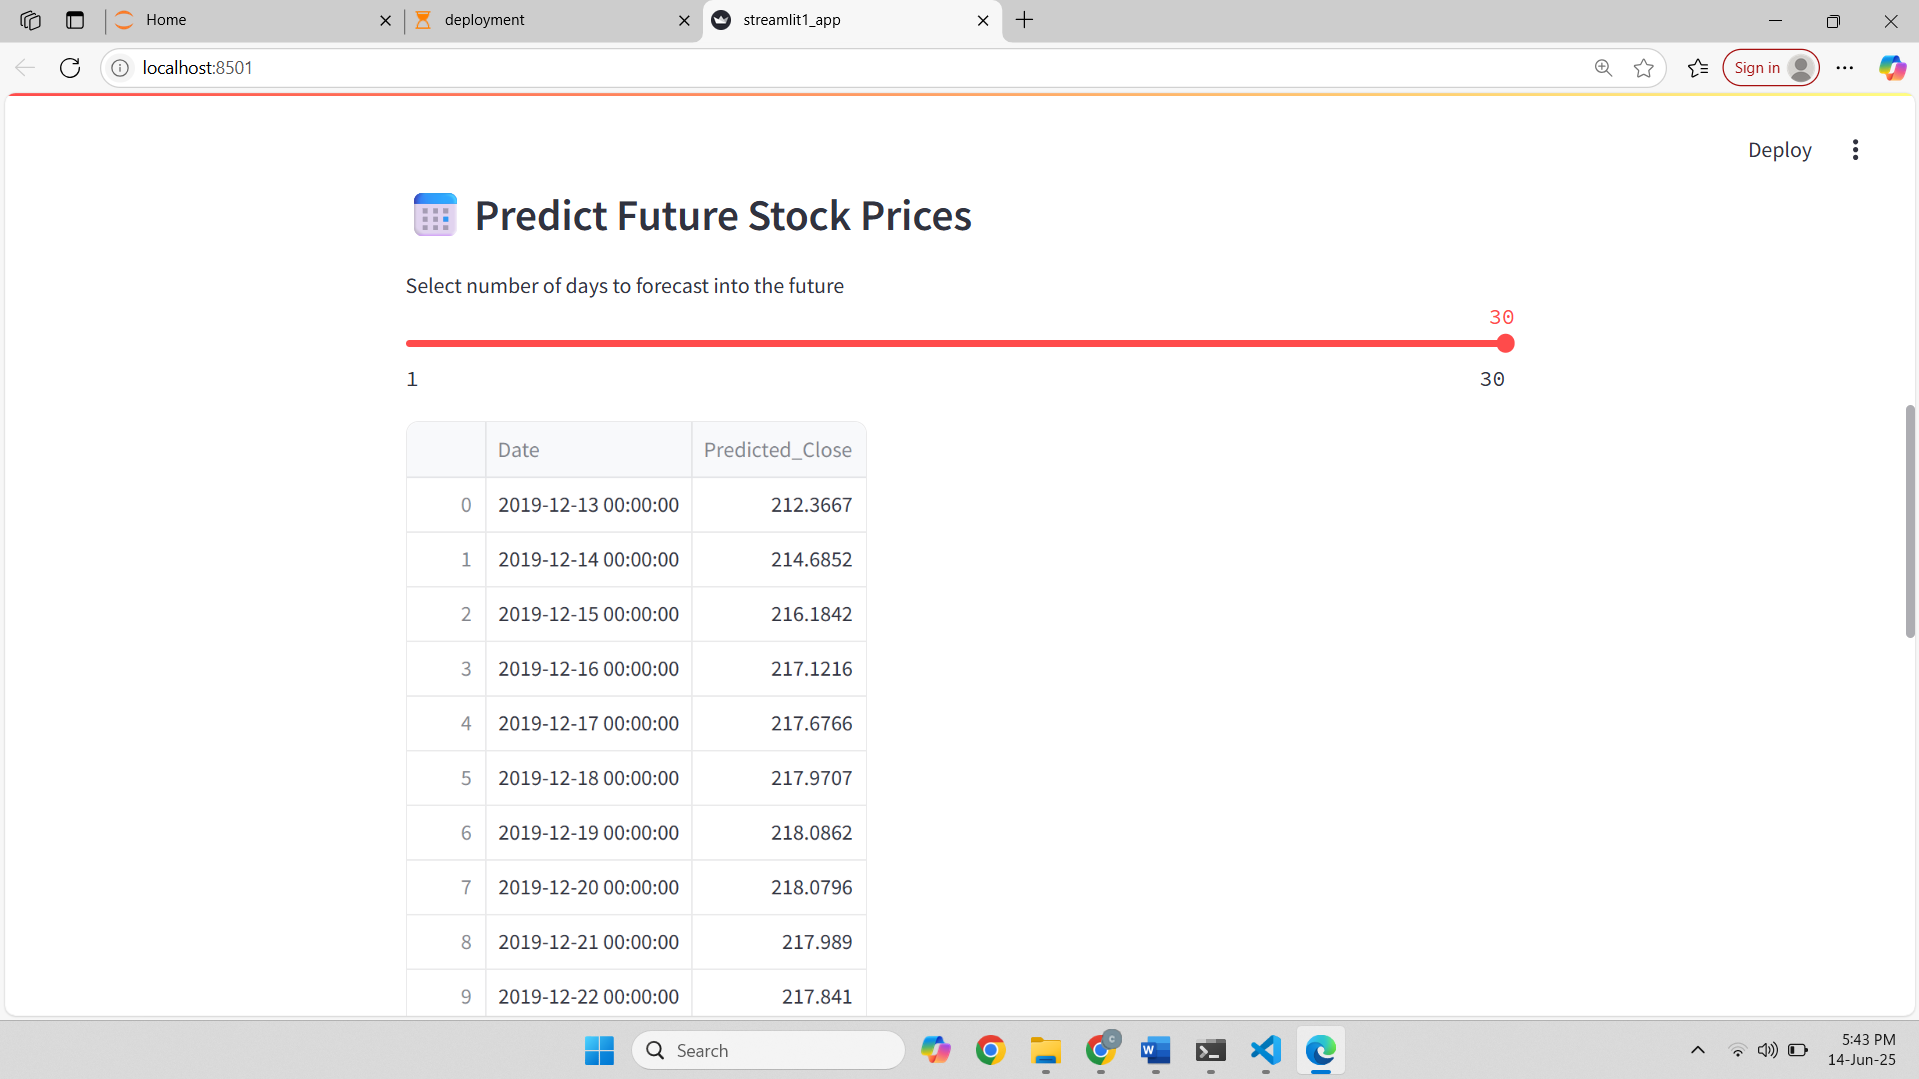 Home
deployment
streamlit1_app
localhost:8501
Sign in
Deploy
Predict Future Stock Prices
Select number of days to forecast into the future
30
1 30
Date Predicted_Close
0 2019-12-13 00:00:00 212.3667
1 2019-12-14 00:00:00 214.6852
2 2019-12-15 00:00:00 216.1842
3 2019-12-16 00:00:00 217.1216
4 2019-12-17 00:00:00 217.6766
5 2019-12-18 00:00:00 217.9707
6 2019-12-19 00:00:00 218.0862
7 2019-12-20 00:00:00 218.0796
8 2019-12-21 00:00:00 217.989
9 2019-12-22 00:00:00 217.841
Search
c
W
5:43 PM
14-Jun-25